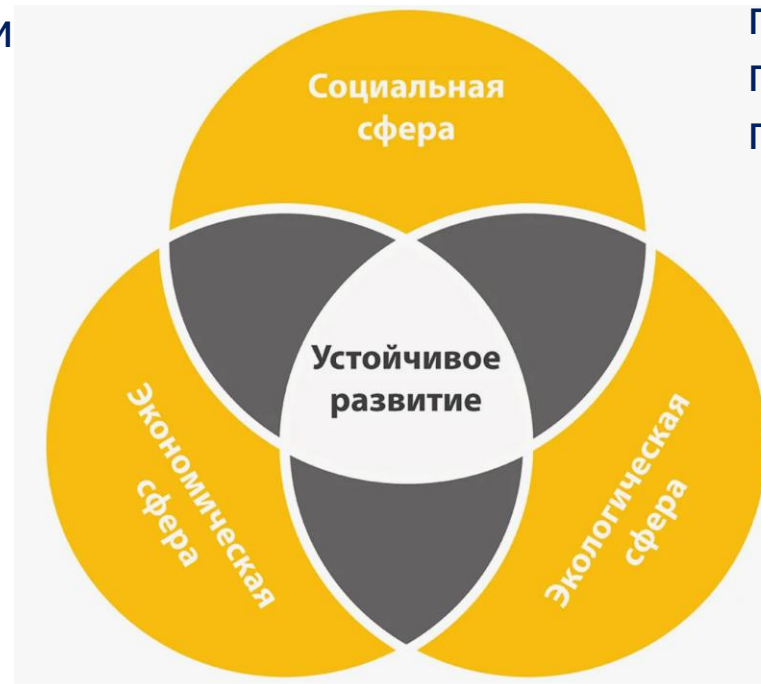 Социальная
сфера
Устойчивое
развитие
Экономическая
сфера
Экологическая
сфера